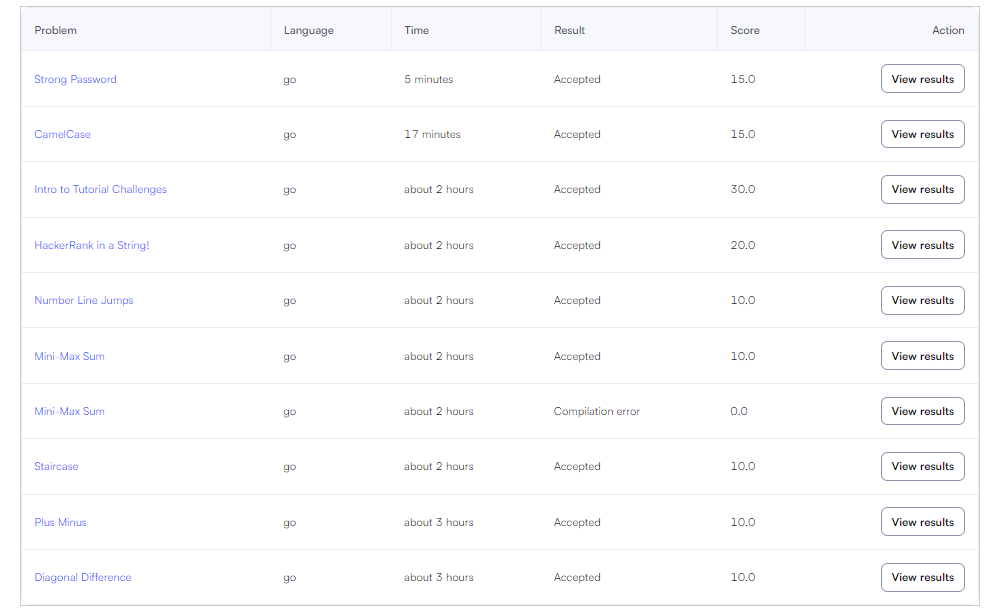 Problem Language Time Result Score Action
Strong Password go 5 minutes Accepted 15.0 View results
CamelCase go 17 minutes Accepted 15.0 View results
Intro to Tutorial Challenges go about 2 hours Accepted 30.0 View results
HackerRank in a String! go about 2 hours Accepted 20.0 View results
Number Line Jumps go about 2 hours Accepted 10.0 View results
Mini-Max Sum go about 2 hours Accepted 10.0 View results
Mini-Max Sum go about 2 hours Compilation error 0.0 View results
Staircase go about 2 hours Accepted 10.0 View results
Plus Minus go about 3 hours Accepted 10.0 View results
Diagonal Difference go about 3 hours Accepted 10.0 View results